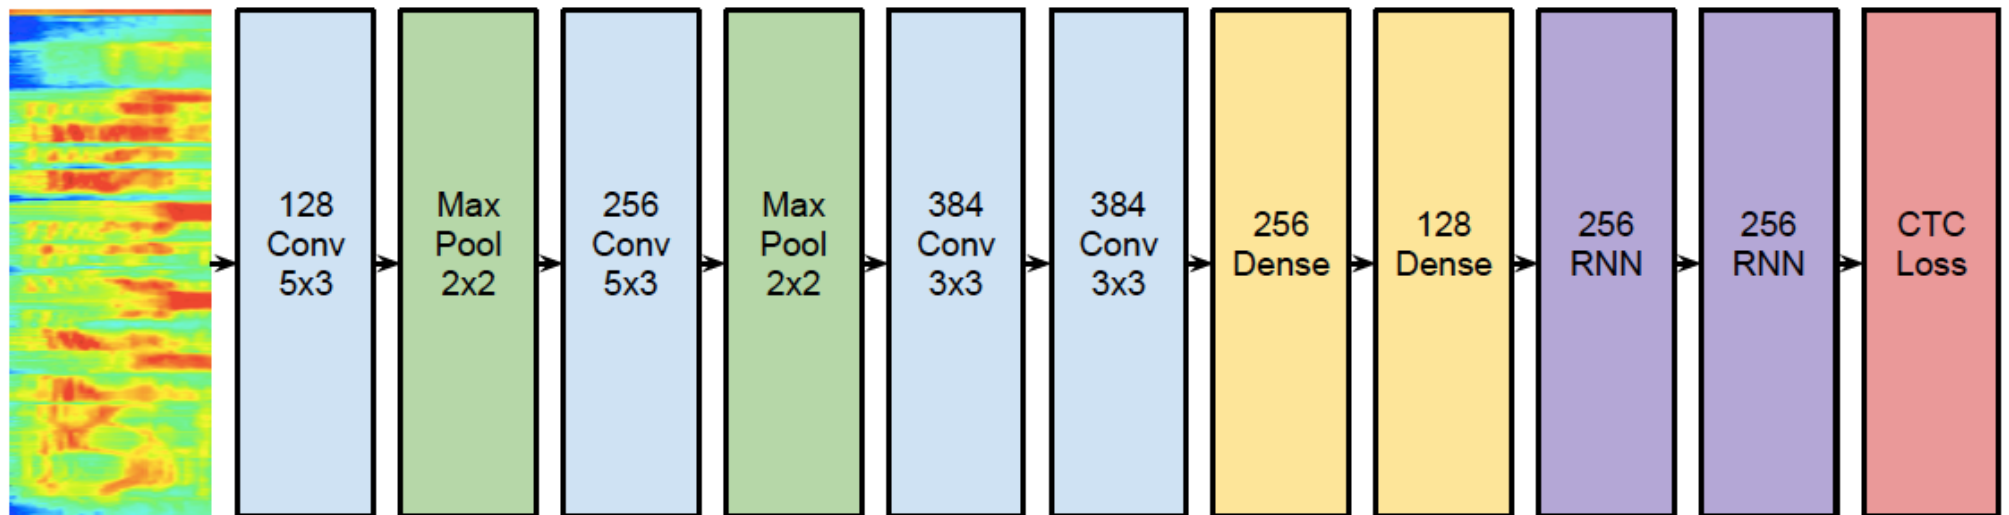 128
Conv
5x3
Max
Pool
2x2
256
Conv
5x3
Max
Pool
2x2
384
Conv
3x3
384
Conv
3x3
256
Dense
128
Dense
256
RNN
256
RNN
CTC
Loss